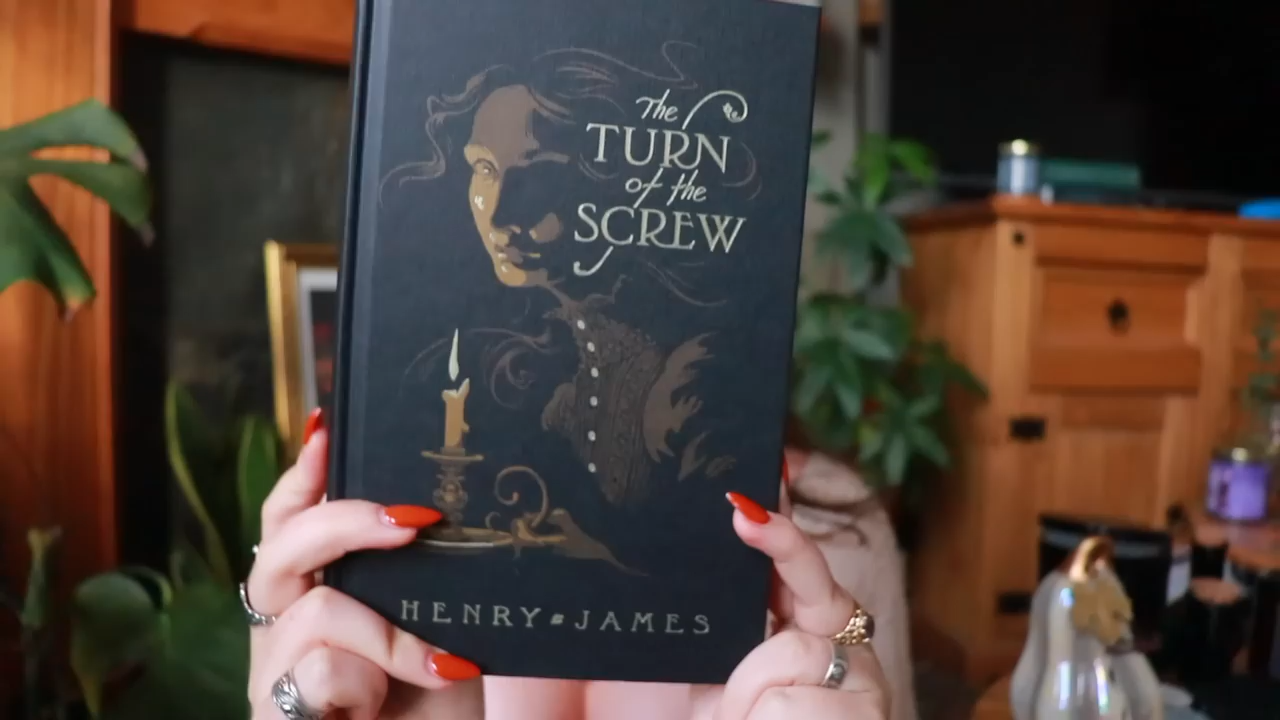 The
TURN
of the
SCREW
HENRY JAMES